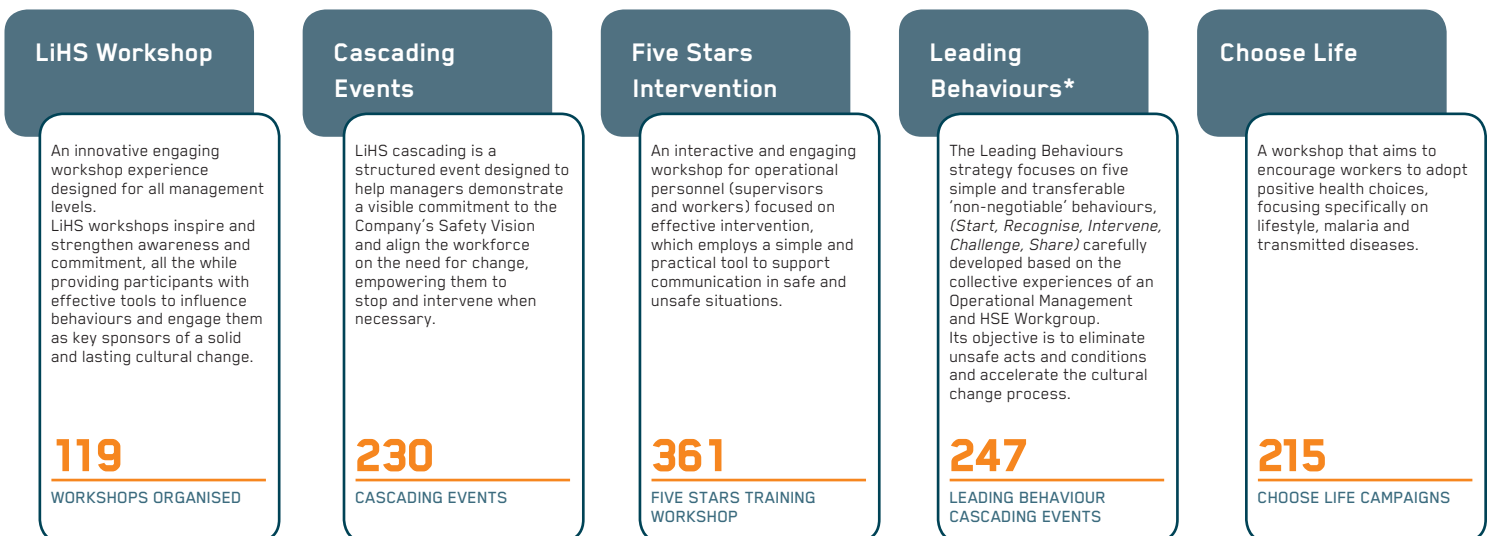 LiHS Workshop
An innovative engaging
workshop experience
designed for all management
levels.
LiHS workshops inspire and
strengthen awareness and
commitment, all the while
providing participants with
effective tools to influence
behaviours and engage them
as key sponsors of a solid
and lasting cultural change.
119
WORKSHOPS ORGANISED
Cascading
Events
LiHS cascading is a
structured event designed to
help managers demonstrate
a visible commitment to the
Company's Safety Vision
and align the workforce
on the need for change,
empowering them to
stop and intervene when
necessary.
230
CASCADING EVENTS
Five Stars
Intervention
An interactive and engaging
workshop for operational
personnel (supervisors
and workers) focused on
effective intervention,
which employs a simple and
practical tool to support
communication in safe and
unsafe situations.
361
FIVE STARS TRAINING
WORKSHOP
Leading
Behaviours*
The Leading Behaviours
strategy focuses on five
simple and transferable
'non-negotiable' behaviours,
(Start, Recognise, Intervene,
Challenge, Share) carefully
developed based on the
collective experiences of an
Operational Management
and HSE Workgroup.
Its objective is to eliminate
unsafe acts and conditions
and accelerate the cultural
change process.
247
LEADING BEHAVIOUR
CASCADING EVENTS
Choose Life
A workshop that aims to
encourage workers to adopt
positive health choices,
focusing specifically on
lifestyle, malaria and
transmitted diseases.
215
CHOOSE LIFE CAMPAIGNS